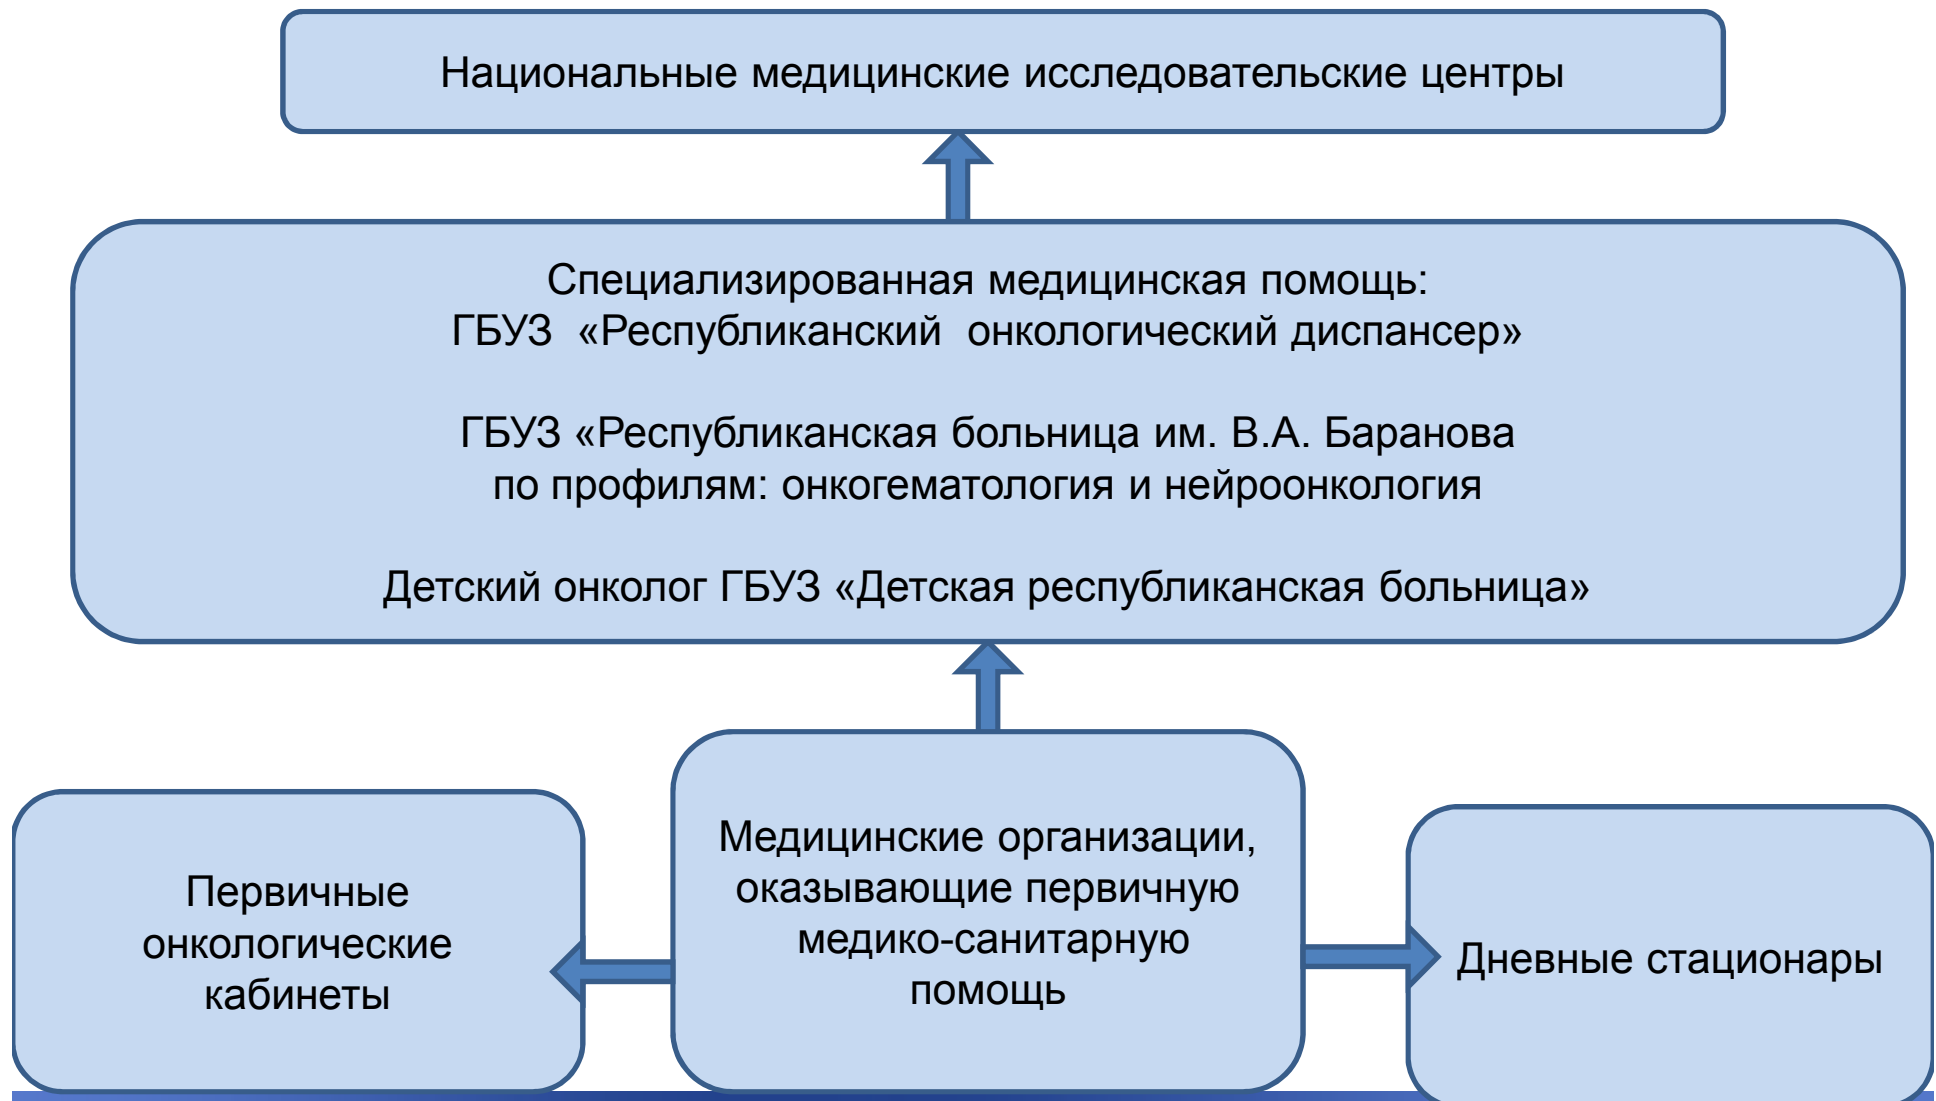 Национальные медицинские исследовательские центры
Специализированная медицинская помощь:
ГБУЗ «Республиканский онкологический диспансер»
ГБУЗ «Республиканская больница им. В.А. Баранова
по профилям: онкогематология и нейроонкология
Детский онколог ГБУЗ «Детская республиканская больница»
Первичные
онкологические
кабинеты
Медицинские организации,
оказывающие первичную
медико-санитарную
помощь
Дневные стационары